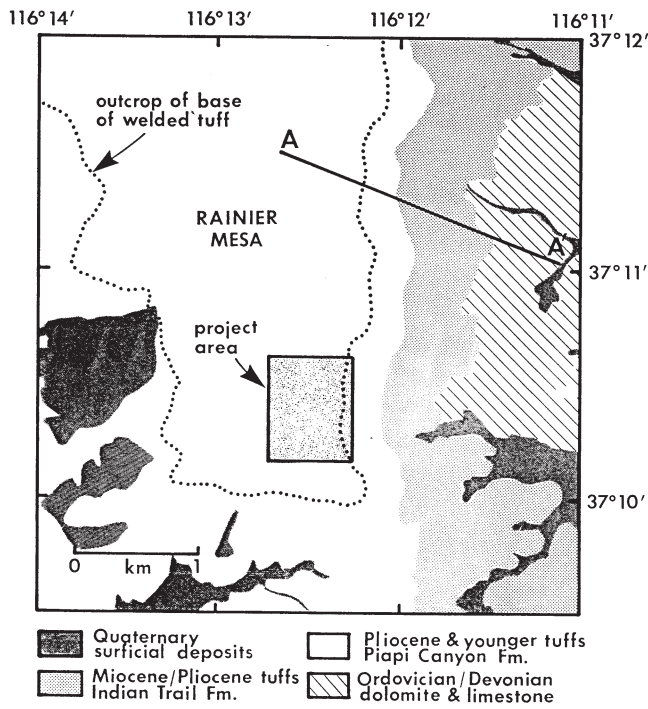 116°14′ 116°13′ 116°12′ 116°11′
37°12′
outcrop of base
of welded tuff
A
RAINIER
MESA
A′
37°11′
project
area
37°10′
0 km 1
Quaternary
surficial deposits
Pliocene & younger tuffs
Piapi Canyon Fm.
Miocene/Pliocene tuffs
Indian Trail Fm.
Ordovician/Devonian
dolomite & limestone